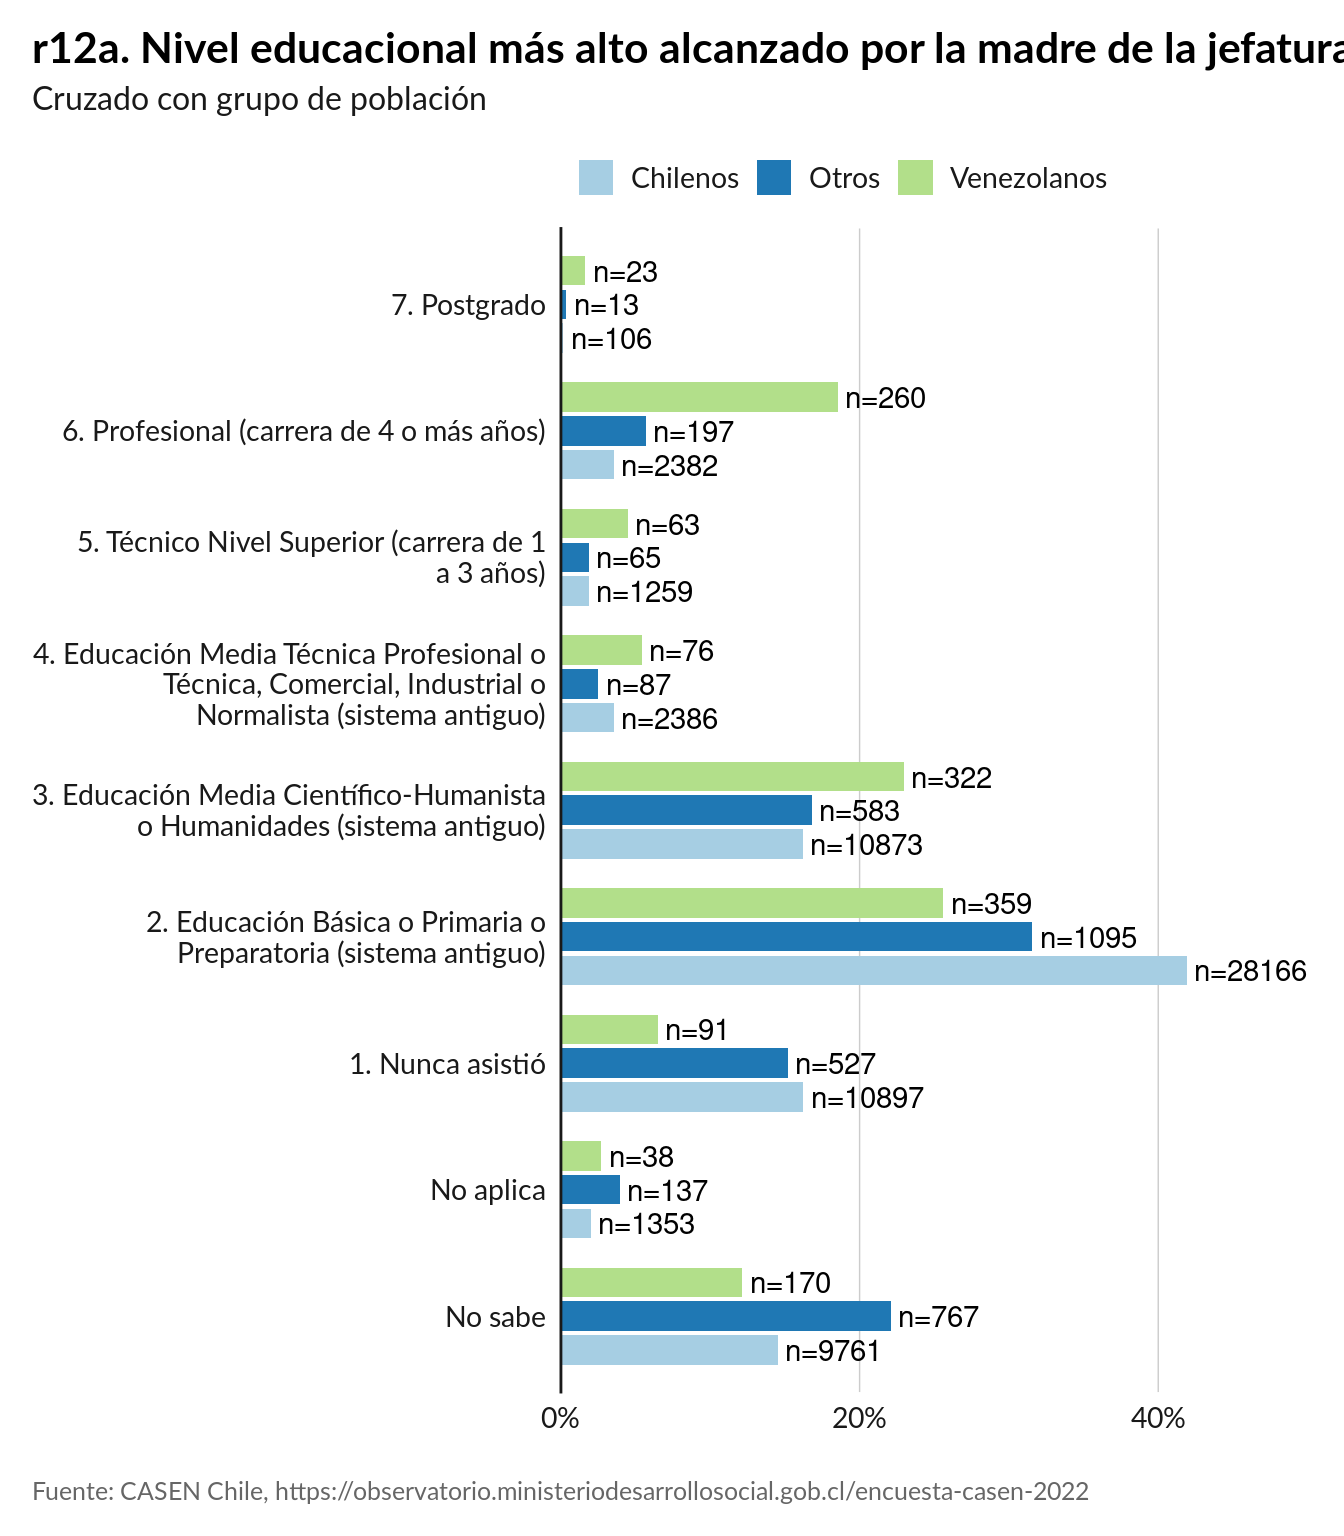 r12a. Nivel educacional más alto alcanzado por la madre de la jefatura
Cruzado con grupo de población
Chilenos Otros Venezolanos
n=23
7. Postgrado n=13
n=106
n=260
6. Profesional (carrera de 4 o más años) n=197
n=2382
n=63
5. Técnico Nivel Superior (carrera de 1
a 3 años)
n=65
n=1259
n=76
4. Educación Media Técnica Profesional o
Técnica, Comercial, Industrial o
Normalista (sistema antiguo)
n=87
n=2386
n=322
3. Educación Media Científico-Humanista
o Humanidades (sistema antiguo)
n=583
n=10873
n=359
2. Educación Básica o Primaria o
Preparatoria (sistema antiguo)
n=1095
n=28166
n=91
1. Nunca asistió n=527
n=10897
n=38
No aplica n=137
n=1353
n=170
No sabe n=767
n=9761
0% 20% 40%
Fuente: CASEN Chile, https://observatorio.ministeriodesarrollosocial.gob.cl/encuesta-casen-2022